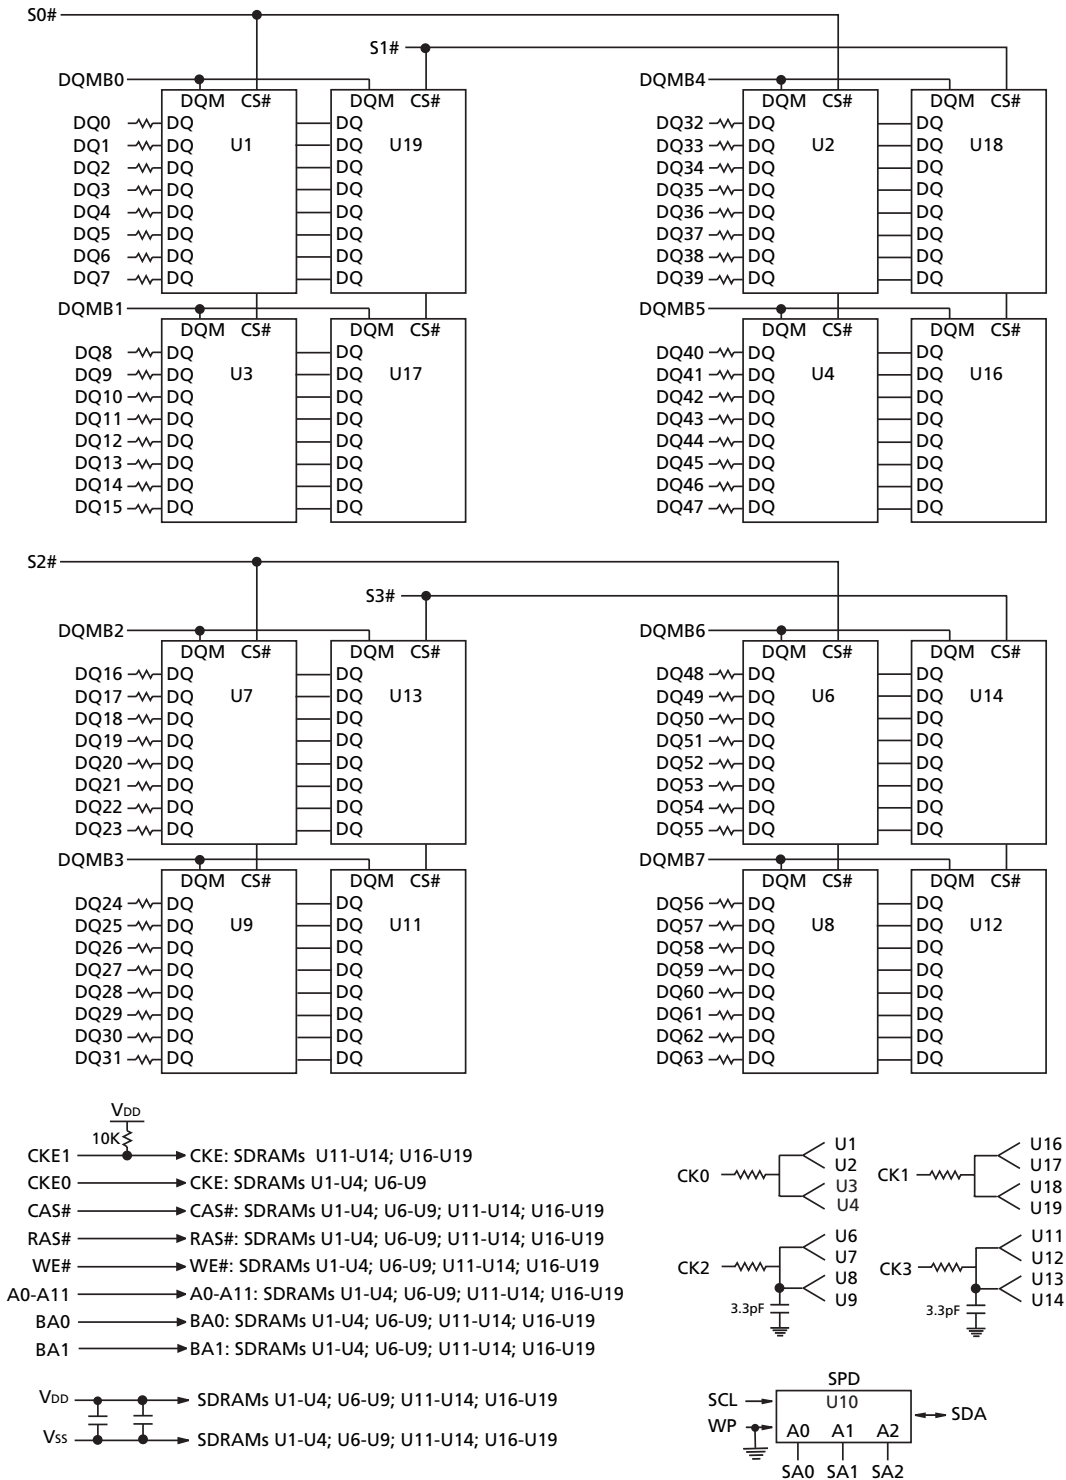 S0#
S1#
DQMB0 DQMB4
DQM CS# DQM CS# DQM CS# DQM CS#
DQ0 DQ DQ DQ32 DQ DQ
DQ1 DQ U1 DQ U19 DQ33 DQ U2 DQ U18
DQ2 DQ DQ DQ34 DQ DQ
DQ3 DQ DQ DQ35 DQ DQ
DQ4 DQ DQ DQ36 DQ DQ
DQ5 DQ DQ DQ37 DQ DQ
DQ6 DQ DQ DQ38 DQ DQ
DQ7 DQ DQ DQ39 DQ DQ
DQMB1 DQMB5
DQM CS# DQM CS# DQM CS# DQM CS#
DQ8 DQ DQ DQ40 DQ DQ
DQ9 DQ U3 DQ U17 DQ41 DQ U4 DQ U16
DQ10 DQ DQ DQ42 DQ DQ
DQ11 DQ DQ DQ43 DQ DQ
DQ12 DQ DQ DQ44 DQ DQ
DQ13 DQ DQ DQ45 DQ DQ
DQ14 DQ DQ DQ46 DQ DQ
DQ15 DQ DQ DQ47 DQ DQ
S2#
S3#
DQMB2 DQMB6
DQM CS# DQM CS# DQM CS# DQM CS#
DQ16 DQ DQ DQ48 DQ DQ
DQ17 DQ U7 DQ U13 DQ49 DQ U6 DQ U14
DQ18 DQ DQ DQ50 DQ DQ
DQ19 DQ DQ DQ51 DQ DQ
DQ20 DQ DQ DQ52 DQ DQ
DQ21 DQ DQ DQ53 DQ DQ
DQ22 DQ DQ DQ54 DQ DQ
DQ23 DQ DQ DQ55 DQ DQ
DQMB3 DQMB7
DQM CS# DQM CS# DQM CS# DQM CS#
DQ24 DQ DQ DQ56 DQ DQ
DQ25 DQ U9 DQ U11 DQ57 DQ U8 DQ U12
DQ26 DQ DQ DQ58 DQ DQ
DQ27 DQ DQ DQ59 DQ DQ
DQ28 DQ DQ DQ60 DQ DQ
DQ29 DQ DQ DQ61 DQ DQ
DQ30 DQ DQ DQ62 DQ DQ
DQ31 DQ DQ DQ63 DQ DQ
VDD
10K
CKE1 CKE: SDRAMs U11-U14; U16-U19
CKE0 CKE: SDRAMs U1-U4; U6-U9
CAS# CAS#: SDRAMs U1-U4; U6-U9; U11-U14; U16-U19
RAS# RAS#: SDRAMs U1-U4; U6-U9; U11-U14; U16-U19
WE# WE#: SDRAMs U1-U4; U6-U9; U11-U14; U16-U19
A0-A11 A0-A11: SDRAMs U1-U4; U6-U9; U11-U14; U16-U19
BA0 BA0: SDRAMs U1-U4; U6-U9; U11-U14; U16-U19
BA1 BA1: SDRAMs U1-U4; U6-U9; U11-U14; U16-U19
VDD SDRAMs U1-U4; U6-U9; U11-U14; U16-U19
VSS SDRAMs U1-U4; U6-U9; U11-U14; U16-U19
U1 U16
U2 U17
CK0 CK1
U3 U18
U4 U19
U6 U11
U7 U12
CK2 CK3
U8 U13
U9 U14
3.3pF 3.3pF
SPD
SCL U10
SDA
WP A0 A1 A2
SA0 SA1 SA2